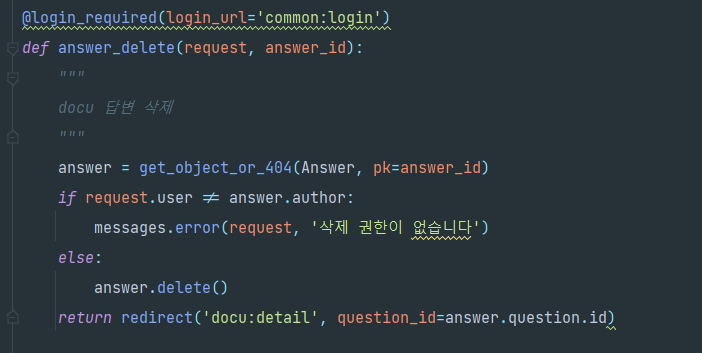 @login_required(login_url='common:login')
def answer_delete(request, answer_id):
    """
    docu 답변 삭제
    """
    answer = get_object_or_404(Answer, pk=answer_id)
    if request.user ≠ answer.author:
        messages.error(request, '삭제 권한이 없습니다')
    else:
        answer.delete()
    return redirect('docu:detail', question_id=answer.question.id)